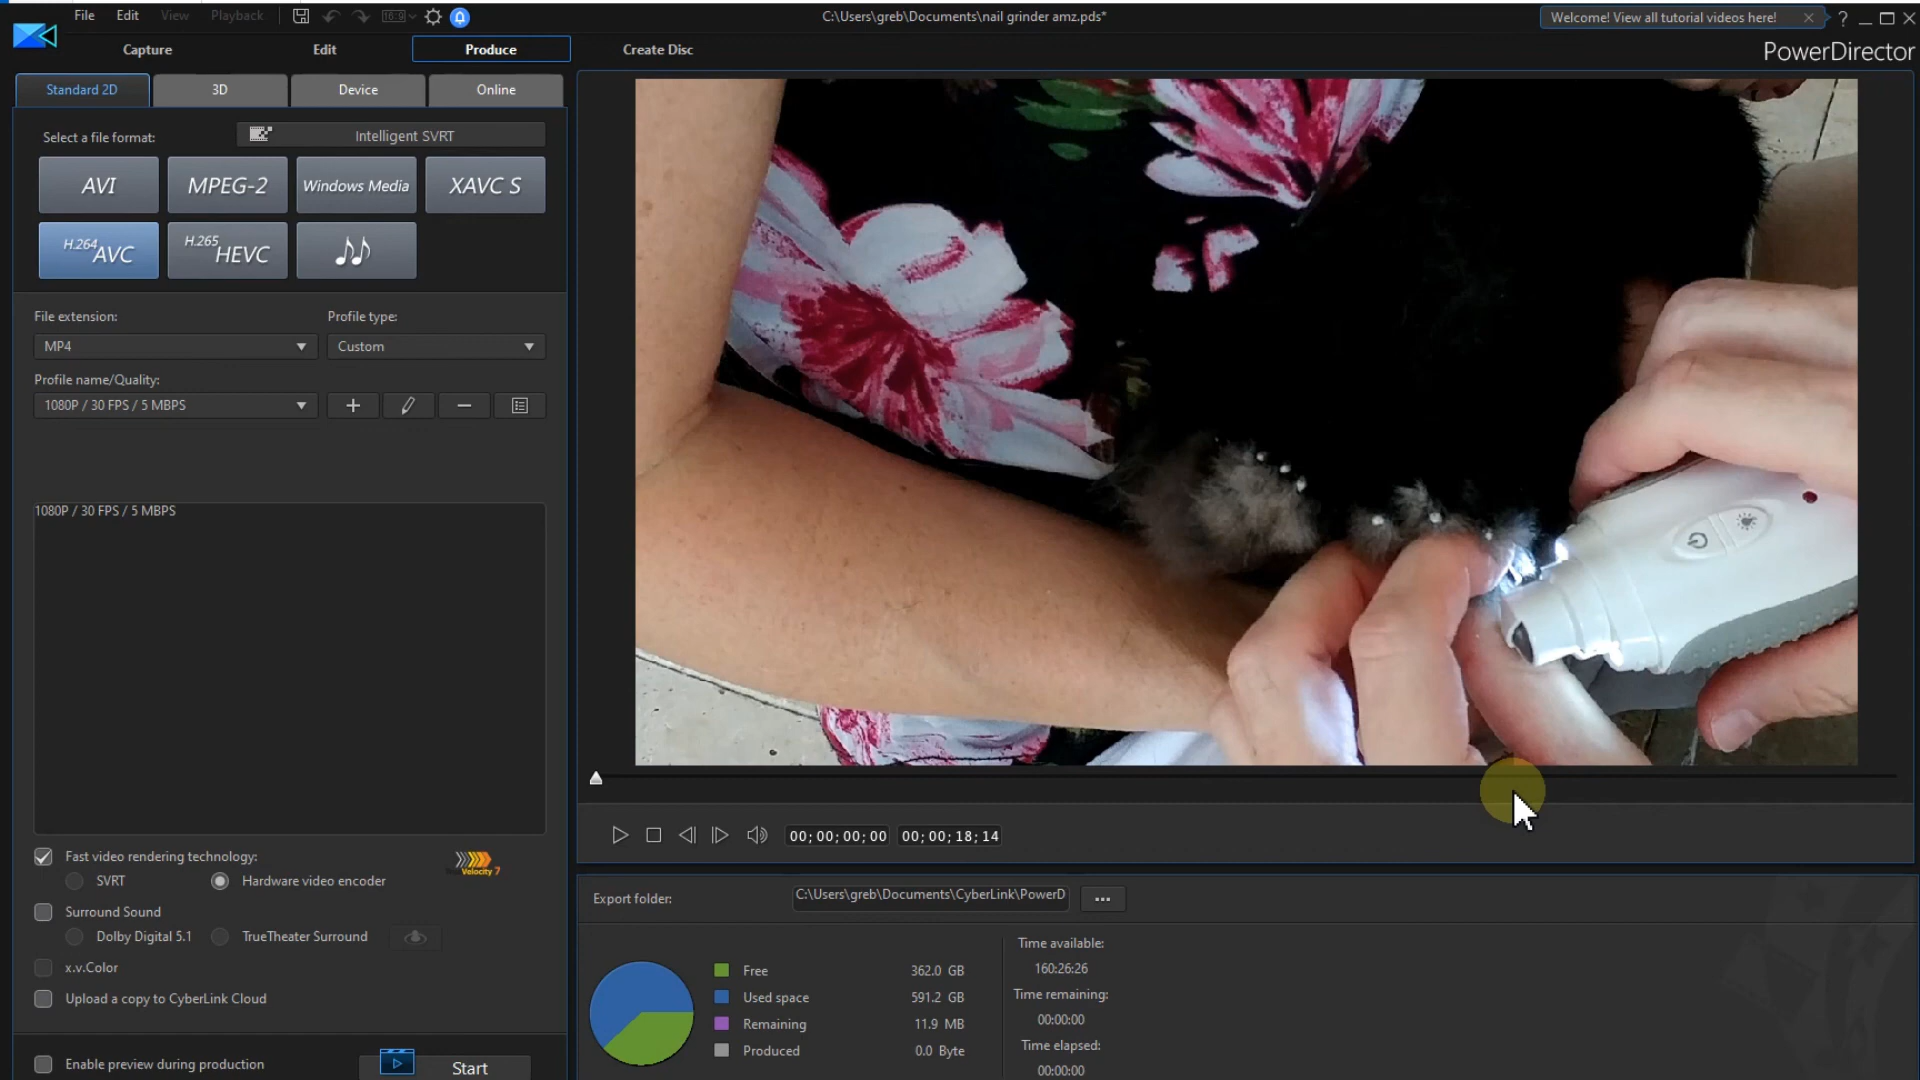 File Edit View Playback 16:9 C:\Users\greb\Documents\nail grinder amz.pds* Welcome! View all tutorial videos here! ?
Capture Edit Produce Create Disc PowerDirector
Standard 2D 3D Device Online
Select a file format: Intelligent SVRT
AVI MPEG-2 Windows Media XAVC S
H.264 AVC H.265 HEVC
File extension: Profile type:
MP4 Custom
Profile name/Quality:
1080P / 30 FPS / 5 MBPS
1080P / 30 FPS / 5 MBPS
00;00;00;00 00;00;18;14
Fast video rendering technology:
Velocity 7
SVRT Hardware video encoder
Surround Sound
Dolby Digital 5.1 TrueTheater Surround
x.v.Color
Upload a copy to CyberLink Cloud
Enable preview during production
Start
Export folder: C:\Users\greb\Documents\CyberLink\PowerD ...
Free 362.0 GB
Used space 591.2 GB
Remaining 11.9 MB
Produced 0.0 Byte
Time available:
160:26:26
Time remaining:
00:00:00
Time elapsed:
00:00:00